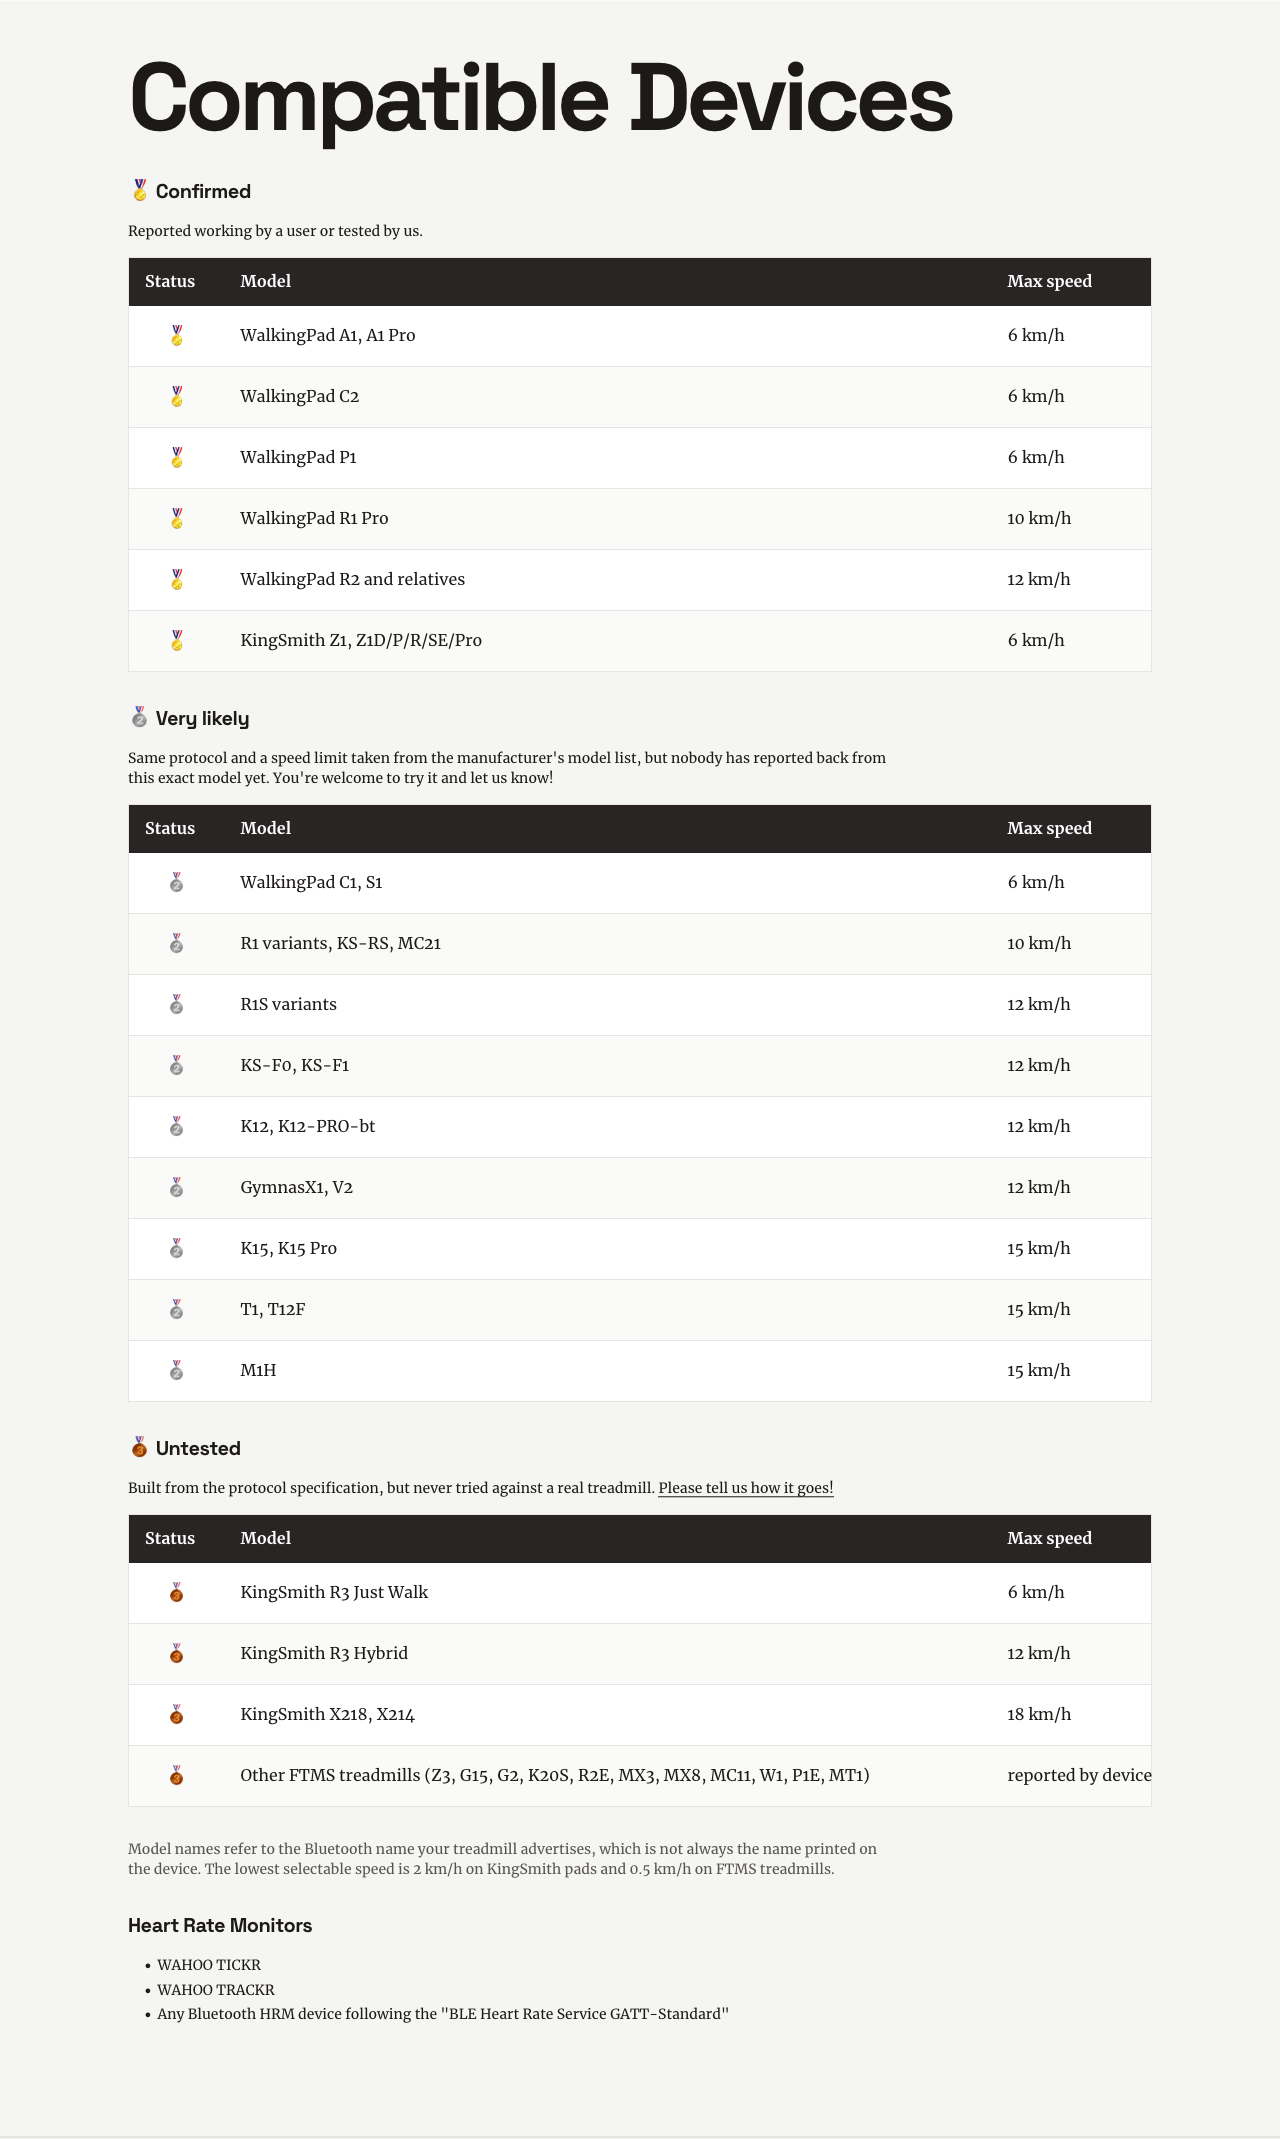 Compatible Devices
🏅 Confirmed
Reported working by a user or tested by us.
Status Model Max speed
🏅 WalkingPad A1, A1 Pro 6 km/h
🏅 WalkingPad C2 6 km/h
🏅 WalkingPad P1 6 km/h
🏅 WalkingPad R1 Pro 10 km/h
🏅 WalkingPad R2 and relatives 12 km/h
🏅 KingSmith Z1, Z1D/P/R/SE/Pro 6 km/h
🥈 Very likely
Same protocol and a speed limit taken from the manufacturer's model list, but nobody has reported back from
this exact model yet. You're welcome to try it and let us know!
Status Model Max speed
🥈 WalkingPad C1, S1 6 km/h
🥈 R1 variants, KS-RS, MC21 10 km/h
🥈 R1S variants 12 km/h
🥈 KS-F0, KS-F1 12 km/h
🥈 K12, K12-PRO-bt 12 km/h
🥈 GymnasX1, V2 12 km/h
🥈 K15, K15 Pro 15 km/h
🥈 T1, T12F 15 km/h
🥈 M1H 15 km/h
🥉 Untested
Built from the protocol specification, but never tried against a real treadmill. Please tell us how it goes!
Status Model Max speed
🥉 KingSmith R3 Just Walk 6 km/h
🥉 KingSmith R3 Hybrid 12 km/h
🥉 KingSmith X218, X214 18 km/h
🥉 Other FTMS treadmills (Z3, G15, G2, K20S, R2E, MX3, MX8, MC11, W1, P1E, MT1) reported by device
Model names refer to the Bluetooth name your treadmill advertises, which is not always the name printed on
the device. The lowest selectable speed is 2 km/h on KingSmith pads and 0.5 km/h on FTMS treadmills.
Heart Rate Monitors
• WAHOO TICKR
• WAHOO TRACKR
• Any Bluetooth HRM device following the "BLE Heart Rate Service GATT-Standard"